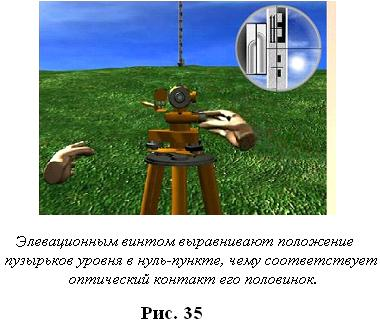 Элевационным винтом выравнивают положение
пузырьков уровня в нуль-пункте, чему соответствует
оптический контакт его половинок.
Рис. 35